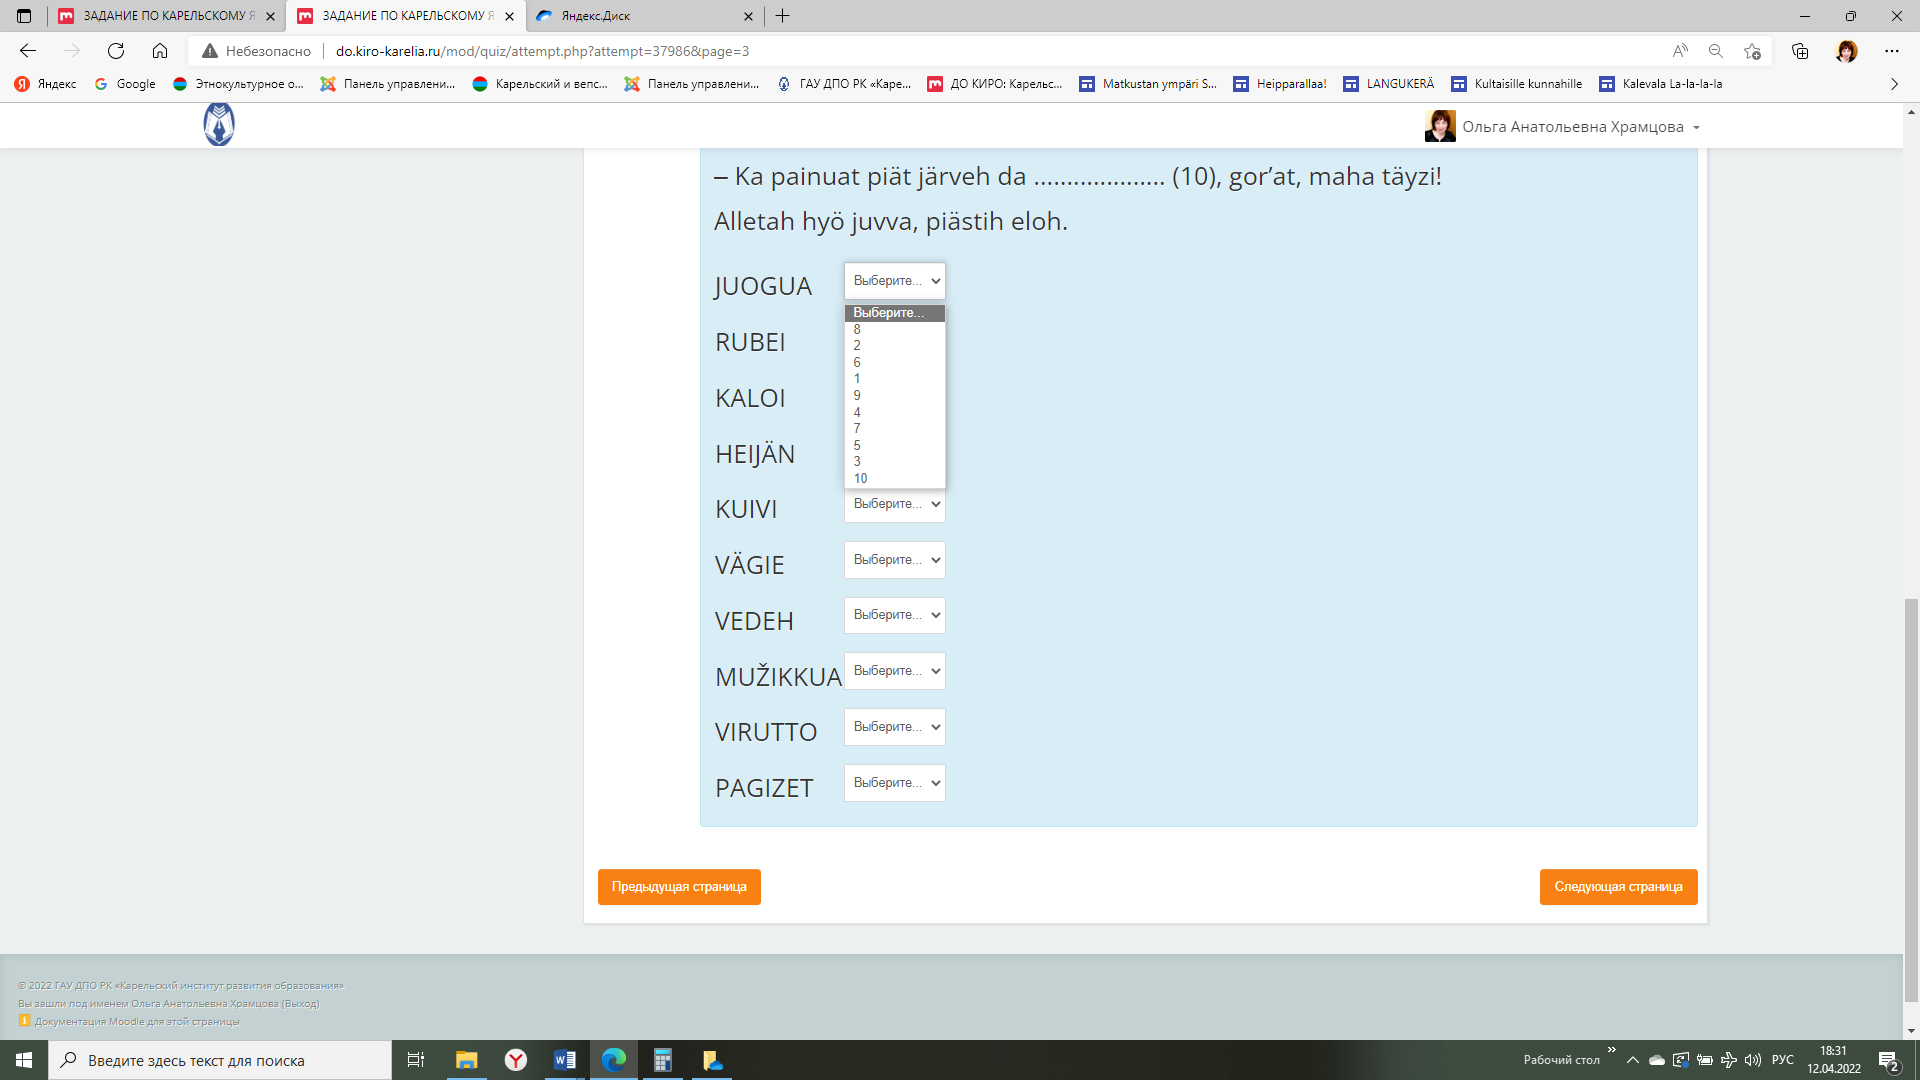 ЗАДАНИЕ ПО КАРЕЛЬСКОМУ Я
ЗАДАНИЕ ПО КАРЕЛЬСКОМУ Я
Яндекс.Диск
Небезопасно
do.kiro-karelia.ru/mod/quiz/attempt.php?attempt=37986&page=3
Яндекс
Google
Этнокультурное о...
Панель управлени...
Карельский и вепс...
Панель управлени...
ГАУ ДПО РК «Каре...
ДО КИРО: Карельс...
Matkustan ympäri S...
Heipparallaa!
LANGUKERÄ
Kultaisille kunnahille
Kalevala La-la-la-la
Ольга Анатольевна Храмцова
– Ka painuat piät järveh da .................... (10), gor’at, maha täyzi!
Alletah hyö juvva, piästih eloh.
JUOGUA Выберите...
Выберите...
8
2
6
1
9
4
7
5
3
10
RUBEI
KALOI
HEIJÄN
KUIVI Выберите...
VÄGIE Выберите...
VEDEH Выберите...
MUŽIKKUA Выберите...
VIRUTTO Выберите...
PAGIZET Выберите...
Предыдущая страница
Следующая страница
© 2022 ГАУ ДПО РК «Карельский институт развития образования»
Вы зашли под именем Ольга Анатольевна Храмцова (Выход)
Документация Moodle для этой страницы
Введите здесь текст для поиска
Рабочий стол
РУС
18:31
12.04.2022
2